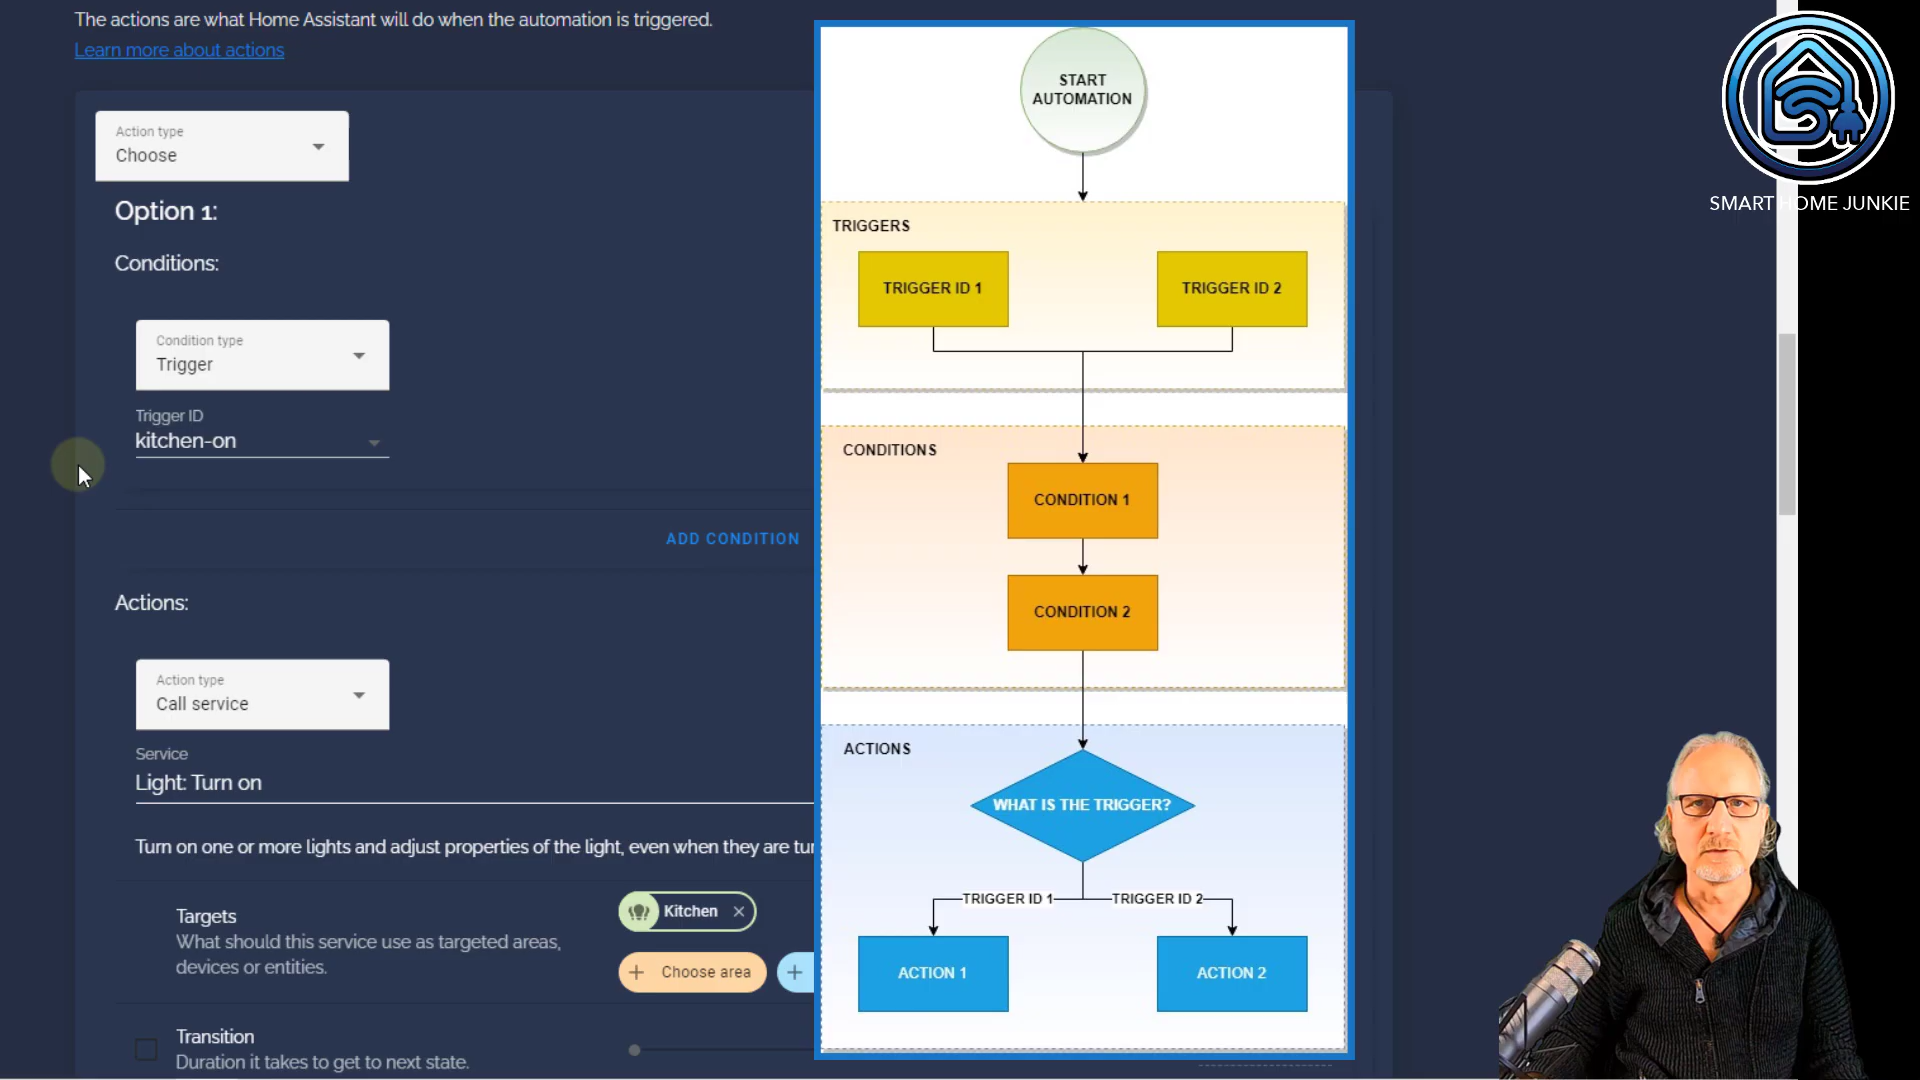 The actions are what Home Assistant will do when the automation is triggered.
Learn more about actions
Action type
Choose
Option 1:
Conditions:
Condition type
Trigger
Trigger ID
kitchen-on
ADD CONDITION
Actions:
Action type
Call service
Service
Light: Turn on
Turn on one or more lights and adjust properties of the light, even when they are
Targets
What should this service use as targeted areas,
devices or entities.
Kitchen
Choose area
Transition
Duration it takes to get to next state.
START
AUTOMATION
TRIGGERS
TRIGGER ID 1
TRIGGER ID 2
CONDITIONS
CONDITION 1
CONDITION 2
ACTIONS
WHAT IS THE TRIGGER?
TRIGGER ID 1
TRIGGER ID 2
ACTION 1
ACTION 2
SMART HOME JUNKIE